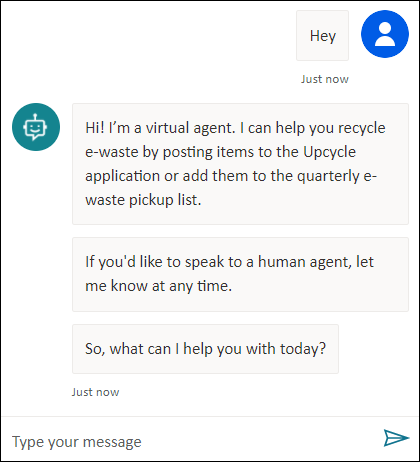 Hey
Just now
Hi! I’m a virtual agent. I can help you recycle
e-waste by posting items to the Upcycle
application or add them to the quarterly e-
waste pickup list.
If you'd like to speak to a human agent, let
me know at any time.
So, what can I help you with today?
Just now
Type your message